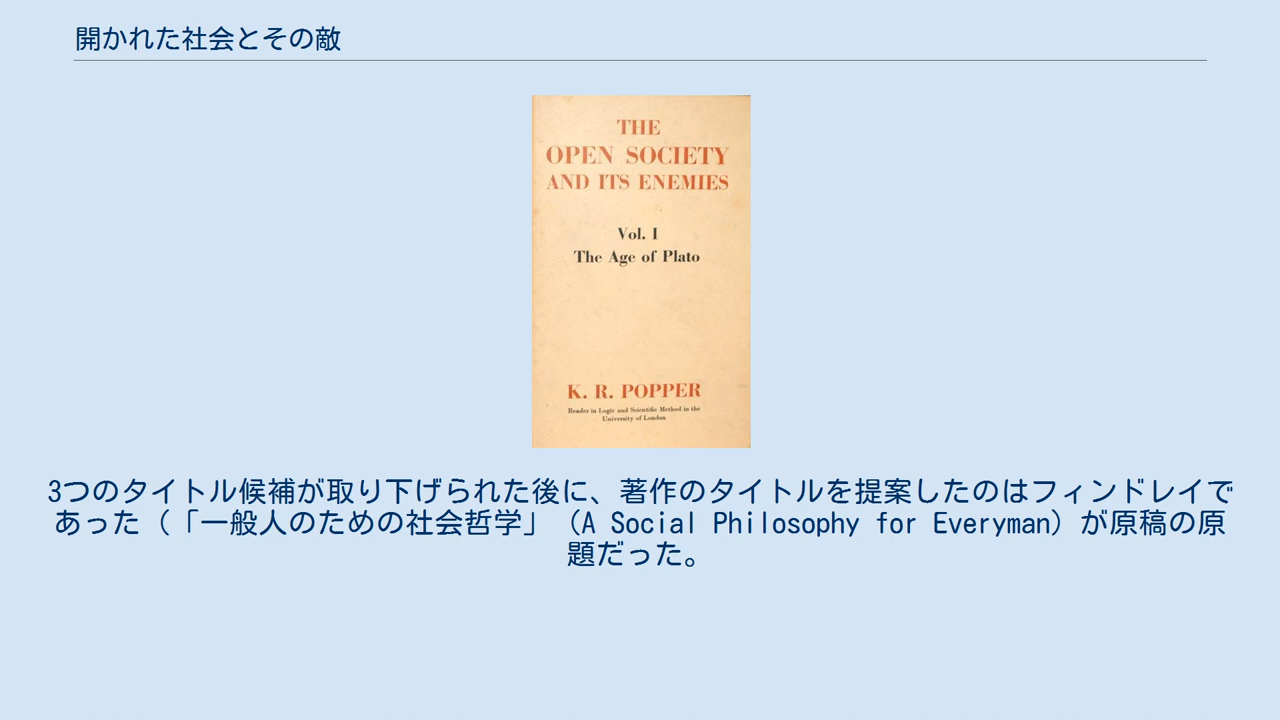 開かれた社会とその敵
THE
OPEN SOCIETY
AND ITS ENEMIES
Vol. I
The Age of Plato
K. R. POPPER
Reader in Logic and Scientific Method in the
University of London
3つのタイトル候補が取り下げられた後に、著作のタイトルを提案したのはフィンドレイで
あった（「一般人のための社会哲学」（A Social Philosophy for Everyman）が原稿の原
題だった。